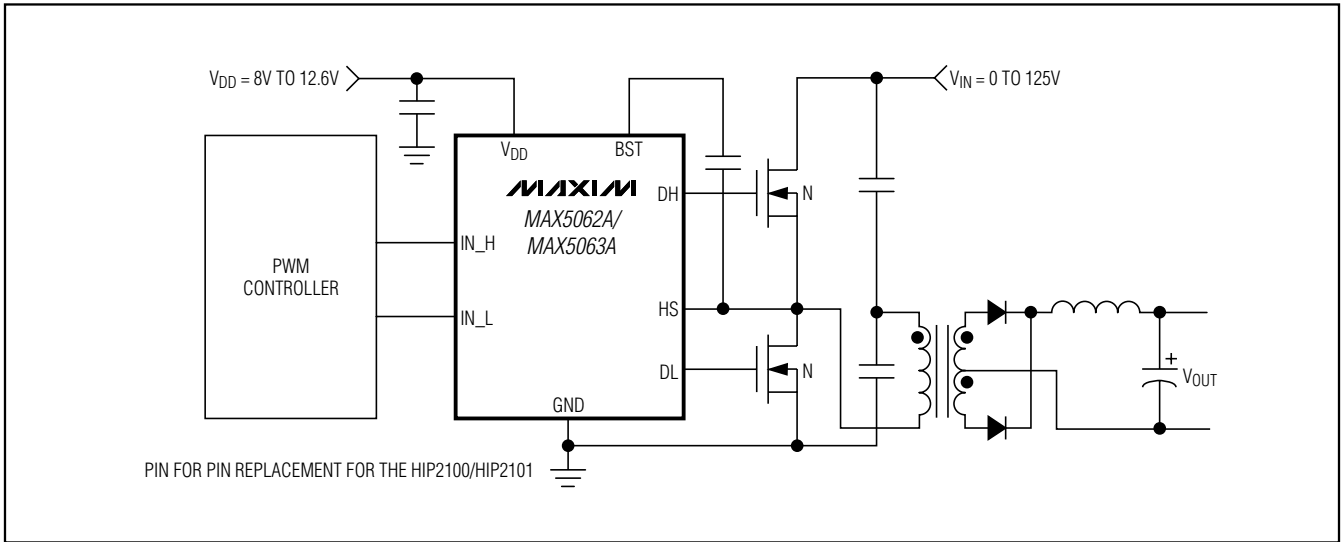 V_DD = 8V TO 12.6V
V_IN = 0 TO 125V
V_DD
BST
MAXIM
MAX5062A/
MAX5063A
DH
N
IN_H
PWM
CONTROLLER
HS
IN_L
DL
N
V_OUT
+
GND
PIN FOR PIN REPLACEMENT FOR THE HIP2100/HIP2101